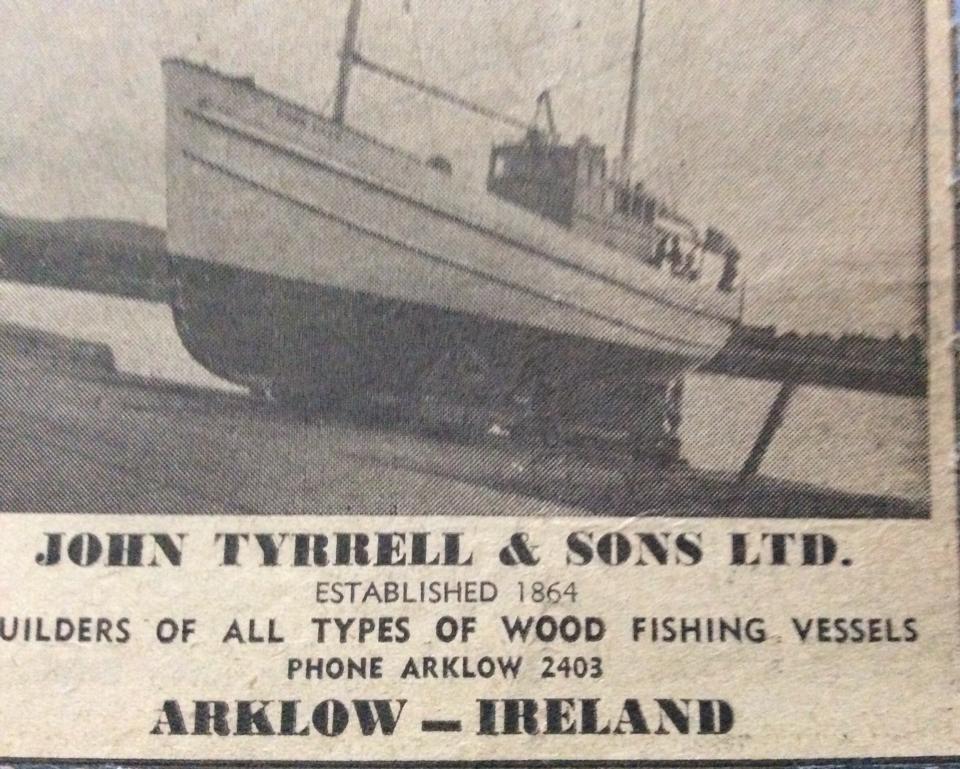 JOHN TYRRELL & SONS LTD.
ESTABLISHED 1864
UILDERS OF ALL TYPES OF WOOD FISHING VESSELS
PHONE ARKLOW 2403
ARKLOW — IRELAND